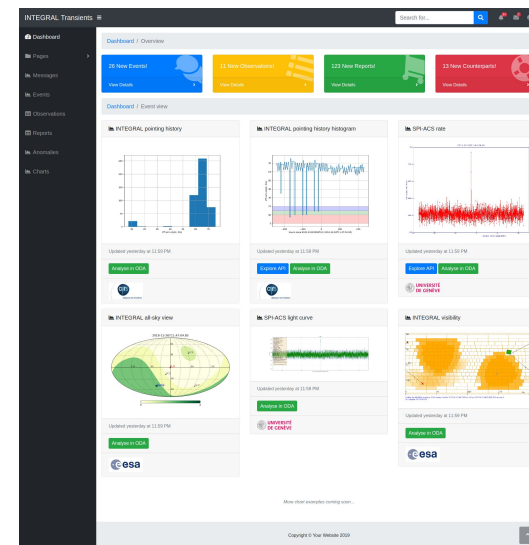 INTEGRAL Transients
Search for...
Dashboard
Pages
Messages
Events
Observations
Reports
Anomalies
Charts
Dashboard / Overview
26 New Events!
View Details
11 New Observations!
View Details
123 New Reports!
View Details
13 New Counterparts!
View Details
Dashboard / Event view
INTEGRAL pointing history
Updated yesterday at 11:59 PM
Analyse in ODA
INTEGRAL pointing history histogram
Updated yesterday at 11:59 PM
Explore API
Analyse in ODA
SPI-ACS rate
Updated yesterday at 11:59 PM
Explore API
Analyse in ODA
UNIVERSITÉ
DE GENÈVE
INTEGRAL all-sky view
Updated yesterday at 11:59 PM
Analyse in ODA
esa
SPI-ACS light curve
Updated yesterday at 11:59 PM
Analyse in ODA
UNIVERSITÉ
DE GENÈVE
INTEGRAL visibility
Updated yesterday at 11:59 PM
Analyse in ODA
esa
More chart examples coming soon...
Copyright © Your Website 2019